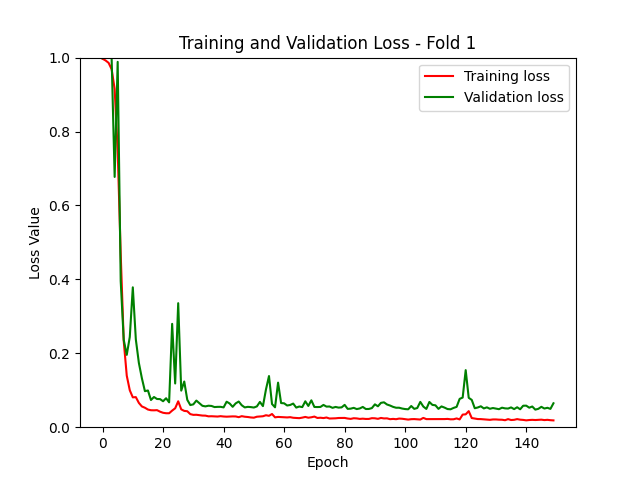 Training and Validation Loss - Fold 1
Training loss
Validation loss
Loss Value
1.0
0.8
0.6
0.4
0.2
0.0
0 20 40 60 80 100 120 140
Epoch